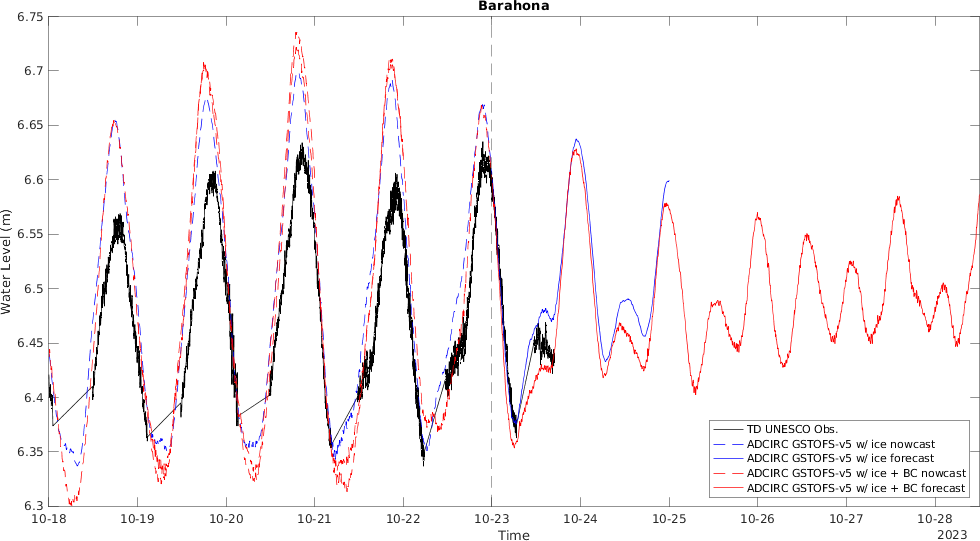 Barahona
6.75
6.7
6.65
6.6
6.55
6.5
6.45
6.4
6.35
6.3
Water Level (m)
TD UNESCO Obs.
ADCIRC GSTOFS-v5 w/ ice nowcast
ADCIRC GSTOFS-v5 w/ ice forecast
ADCIRC GSTOFS-v5 w/ ice + BC nowcast
ADCIRC GSTOFS-v5 w/ ice + BC forecast
10-18 10-19 10-20 10-21 10-22 10-23 10-24 10-25 10-26 10-27 10-28
Time
2023